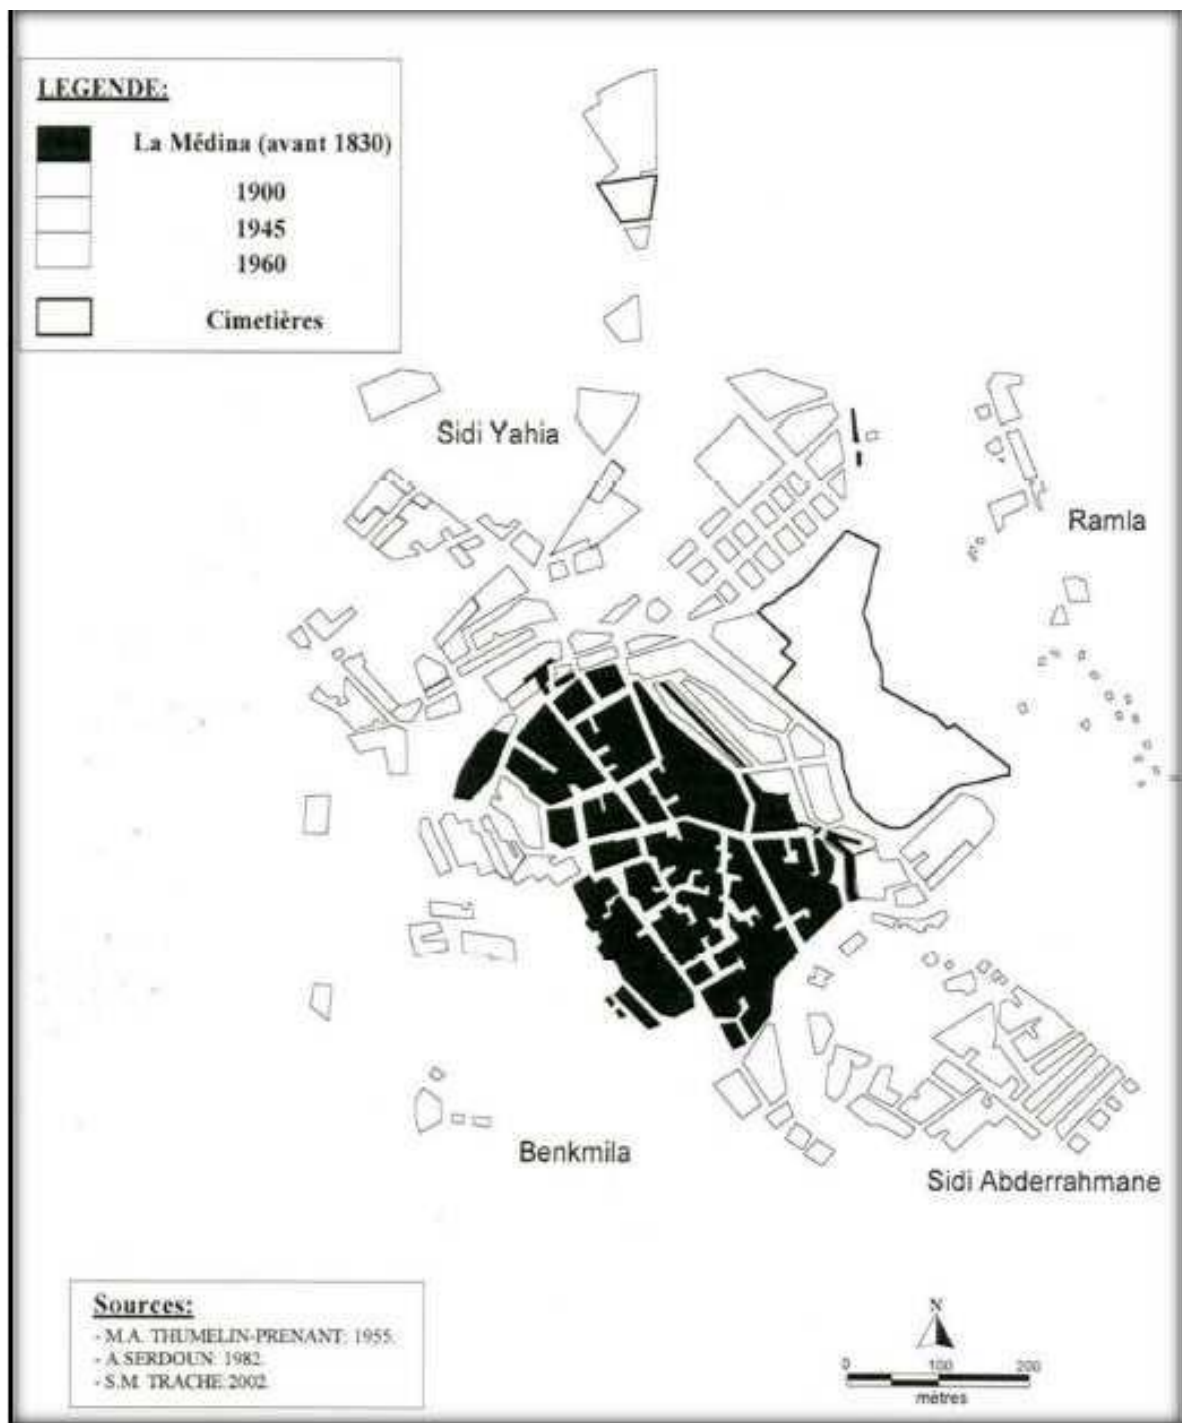 LEGENDE:
La Médina (avant 1830)
1900
1945
1960
Cimetières
Sidi Yahia
Ramla
Benkmila
Sidi Abderrahmane
Sources:
- M.A. THUMELIN-PRENANT: 1955.
- A SERDOUN: 1982.
- S.M. TRACHE 2002.
N
0 100 200
mètres